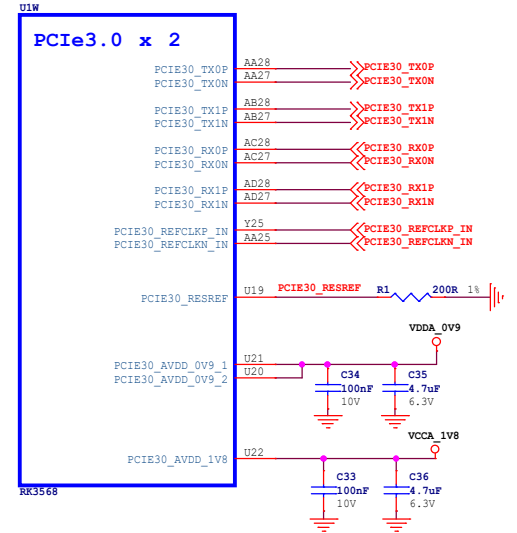 U1W
PCIe3.0 x 2
PCIE30_TX0P AA28 PCIE30_TX0P
PCIE30_TX0N AA27 PCIE30_TX0N
PCIE30_TX1P AB28 PCIE30_TX1P
PCIE30_TX1N AB27 PCIE30_TX1N
PCIE30_RX0P AC28 PCIE30_RX0P
PCIE30_RX0N AC27 PCIE30_RX0N
PCIE30_RX1P AD28 PCIE30_RX1P
PCIE30_RX1N AD27 PCIE30_RX1N
PCIE30_REFCLKP_IN Y25 PCIE30_REFCLKP_IN
PCIE30_REFCLKN_IN AA25 PCIE30_REFCLKN_IN
PCIE30_RESREF U19 PCIE30_RESREF R1 200R 1%
VDDA_0V9
PCIE30_AVDD_0V9_1 U21
PCIE30_AVDD_0V9_2 U20
C34 C35
100nF 4.7uF
10V 6.3V
VCCA_1V8
PCIE30_AVDD_1V8 U22
C33 C36
100nF 4.7uF
10V 6.3V
RK3568